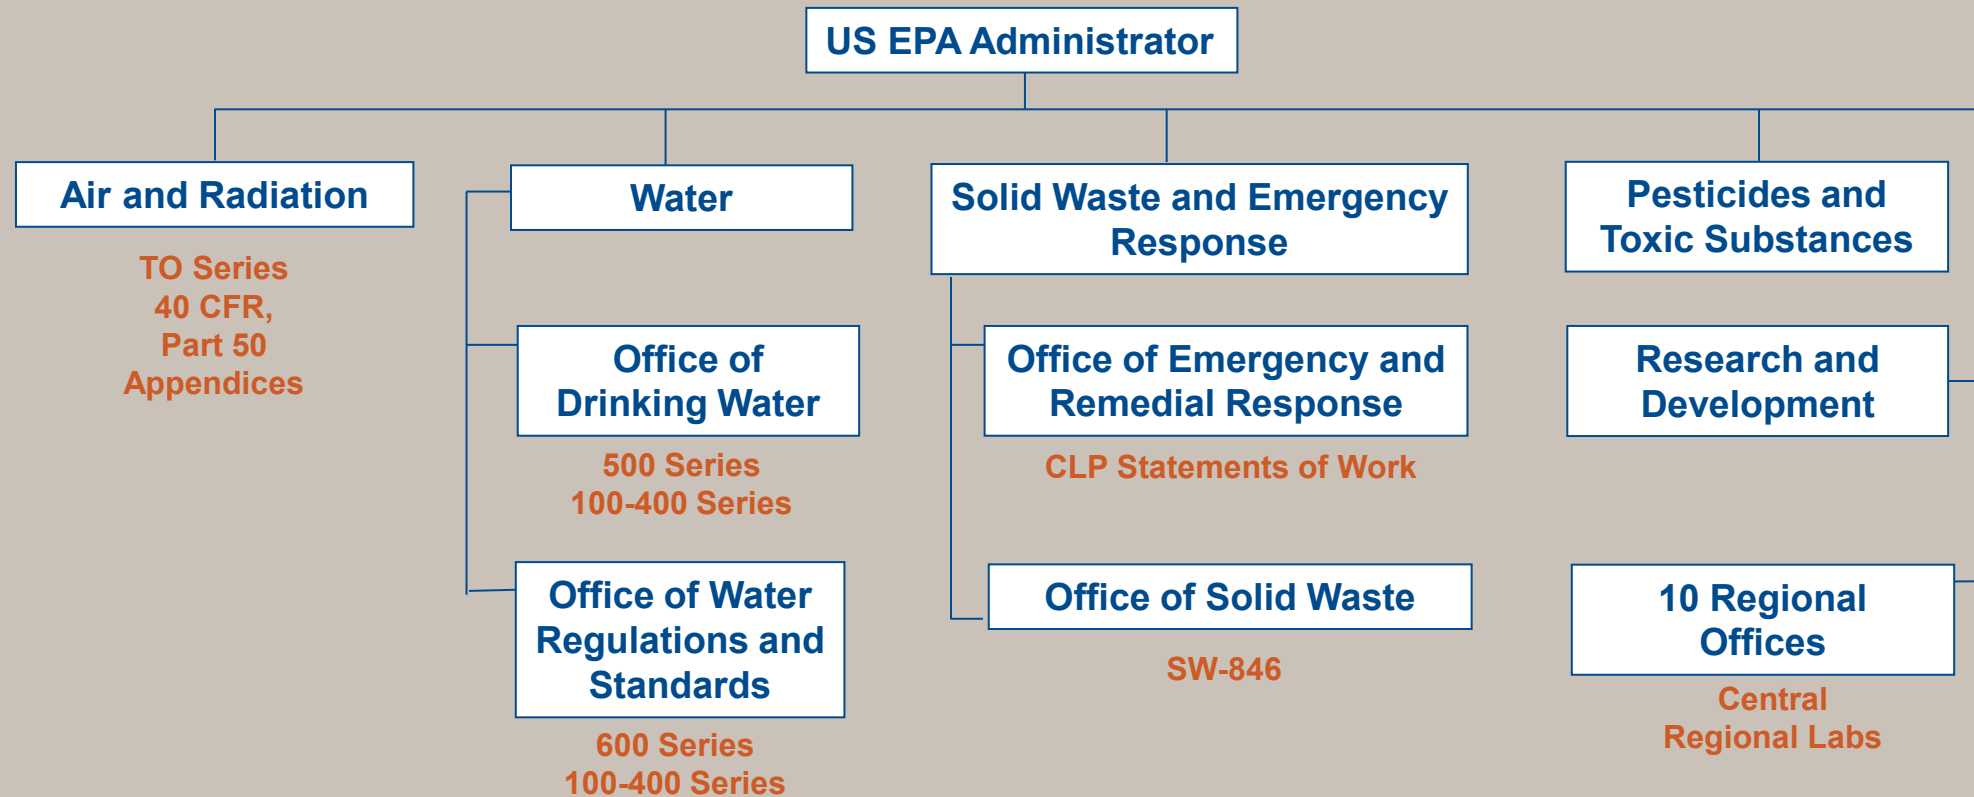 US EPA Administrator
Air and Radiation
TO Series
40 CFR,
Part 50
Appendices
Water
Office of
Drinking Water
500 Series
100-400 Series
Office of Water
Regulations and
Standards
600 Series
100-400 Series
Solid Waste and Emergency
Response
Office of Emergency and
Remedial Response
CLP Statements of Work
Office of Solid Waste
SW-846
Pesticides and
Toxic Substances
Research and
Development
10 Regional
Offices
Central
Regional Labs